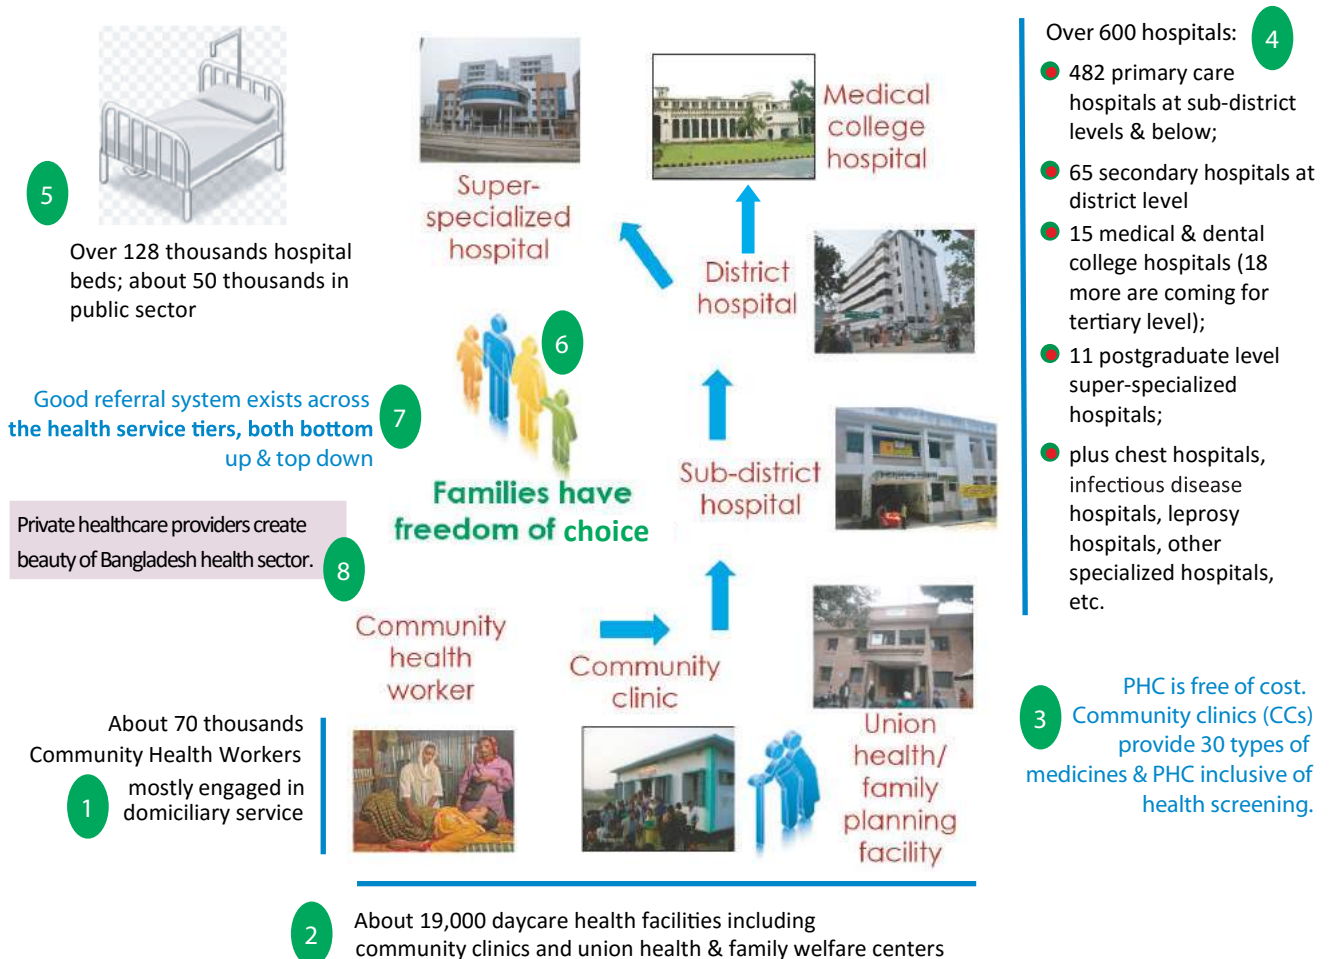 5
Over 128 thousands hospital
beds; about 50 thousands in
public sector
Super-
specialized
hospital
Medical
college
hospital
District
hospital
Over 600 hospitals:
4
482 primary care
hospitals at sub-district
levels & below;
65 secondary hospitals at
district level
15 medical & dental
college hospitals (18
more are coming for
tertiary level);
11 postgraduate level
super-specialized
hospitals;
plus chest hospitals,
infectious disease
hospitals, leprosy
hospitals, other
specialized hospitals,
etc.
6
Good referral system exists across
the health service tiers, both bottom
up & top down
7
Families have
freedom of choice
Sub-district
hospital
Private healthcare providers create
beauty of Bangladesh health sector.
8
Community
health
worker
Community
clinic
Union
health/
family
planning
facility
3
PHC is free of cost.
Community clinics (CCs)
provide 30 types of
medicines & PHC inclusive of
health screening.
About 70 thousands
Community Health Workers
mostly engaged in
domiciliary service
1
2
About 19,000 daycare health facilities including
community clinics and union health & family welfare centers